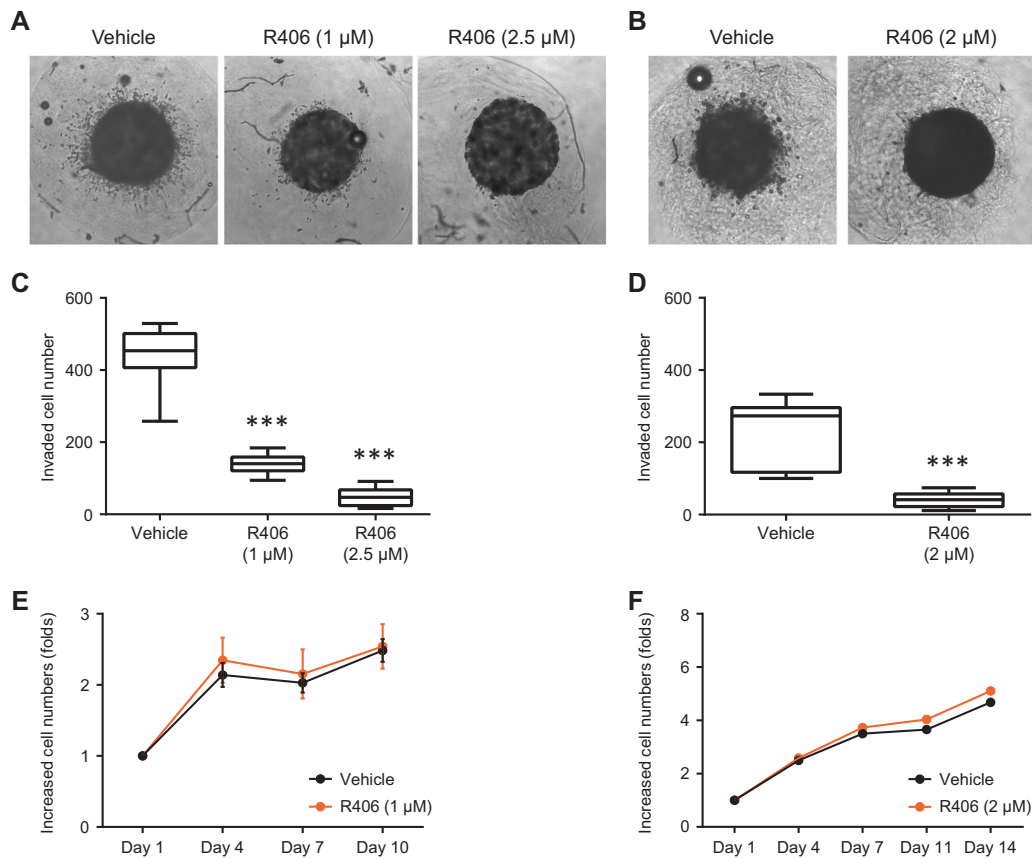 A
Vehicle
R406 (1 µM)
R406 (2.5 µM)
B
Vehicle
R406 (2 µM)
C
Invaded cell number
600
400
200
0
***
***
Vehicle
R406
(1 µM)
R406
(2.5 µM)
D
Invaded cell number
600
400
200
0
***
Vehicle
R406
(2 µM)
E
Increased cell numbers (folds)
3
2
1
0
Vehicle
R406 (1 µM)
Day 1
Day 4
Day 7
Day 10
F
Increased cell numbers (folds)
8
6
4
2
0
Vehicle
R406 (2 µM)
Day 1
Day 4
Day 7
Day 11
Day 14